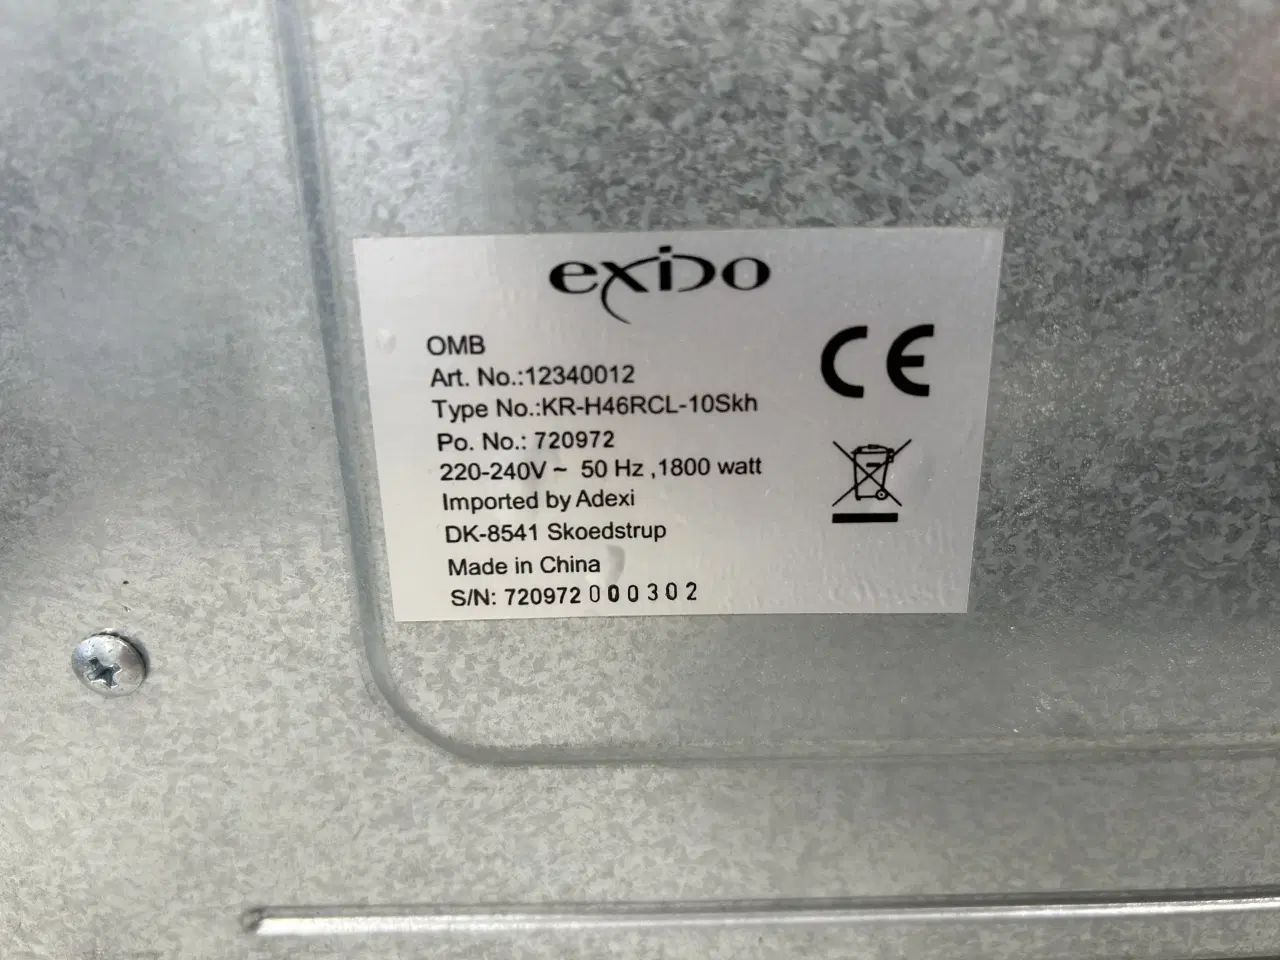 exido
OMB
Art. No.:12340012
Type No.:KR-H46RCL-10Skh
Po. No.: 720972
220-240V ~ 50 Hz ,1800 watt
Imported by Adexi
DK-8541 Skoedstrup
Made in China
S/N: 720972000302
CE